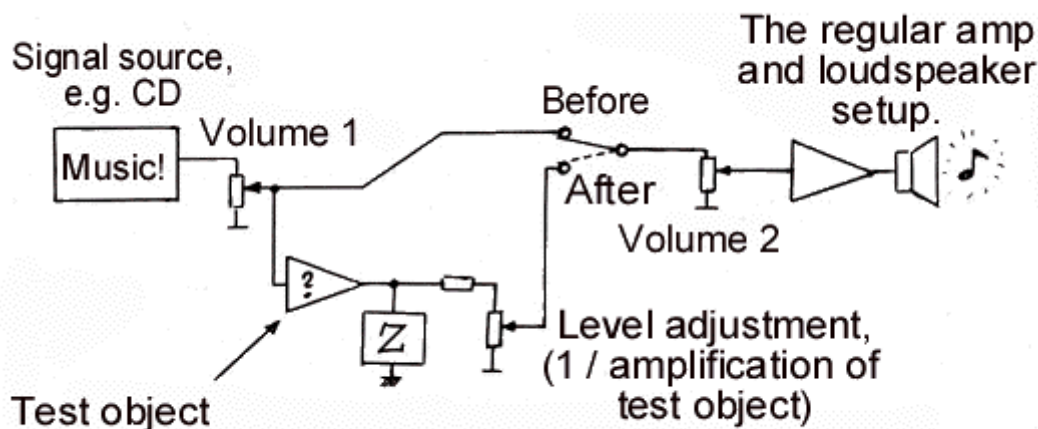 Signal source,
e.g. CD
Music!
Volume 1
Before
After
The regular amp
and loudspeaker
setup.
Volume 2
?
Z
Level adjustment,
(1 / amplification of
test object)
Test object